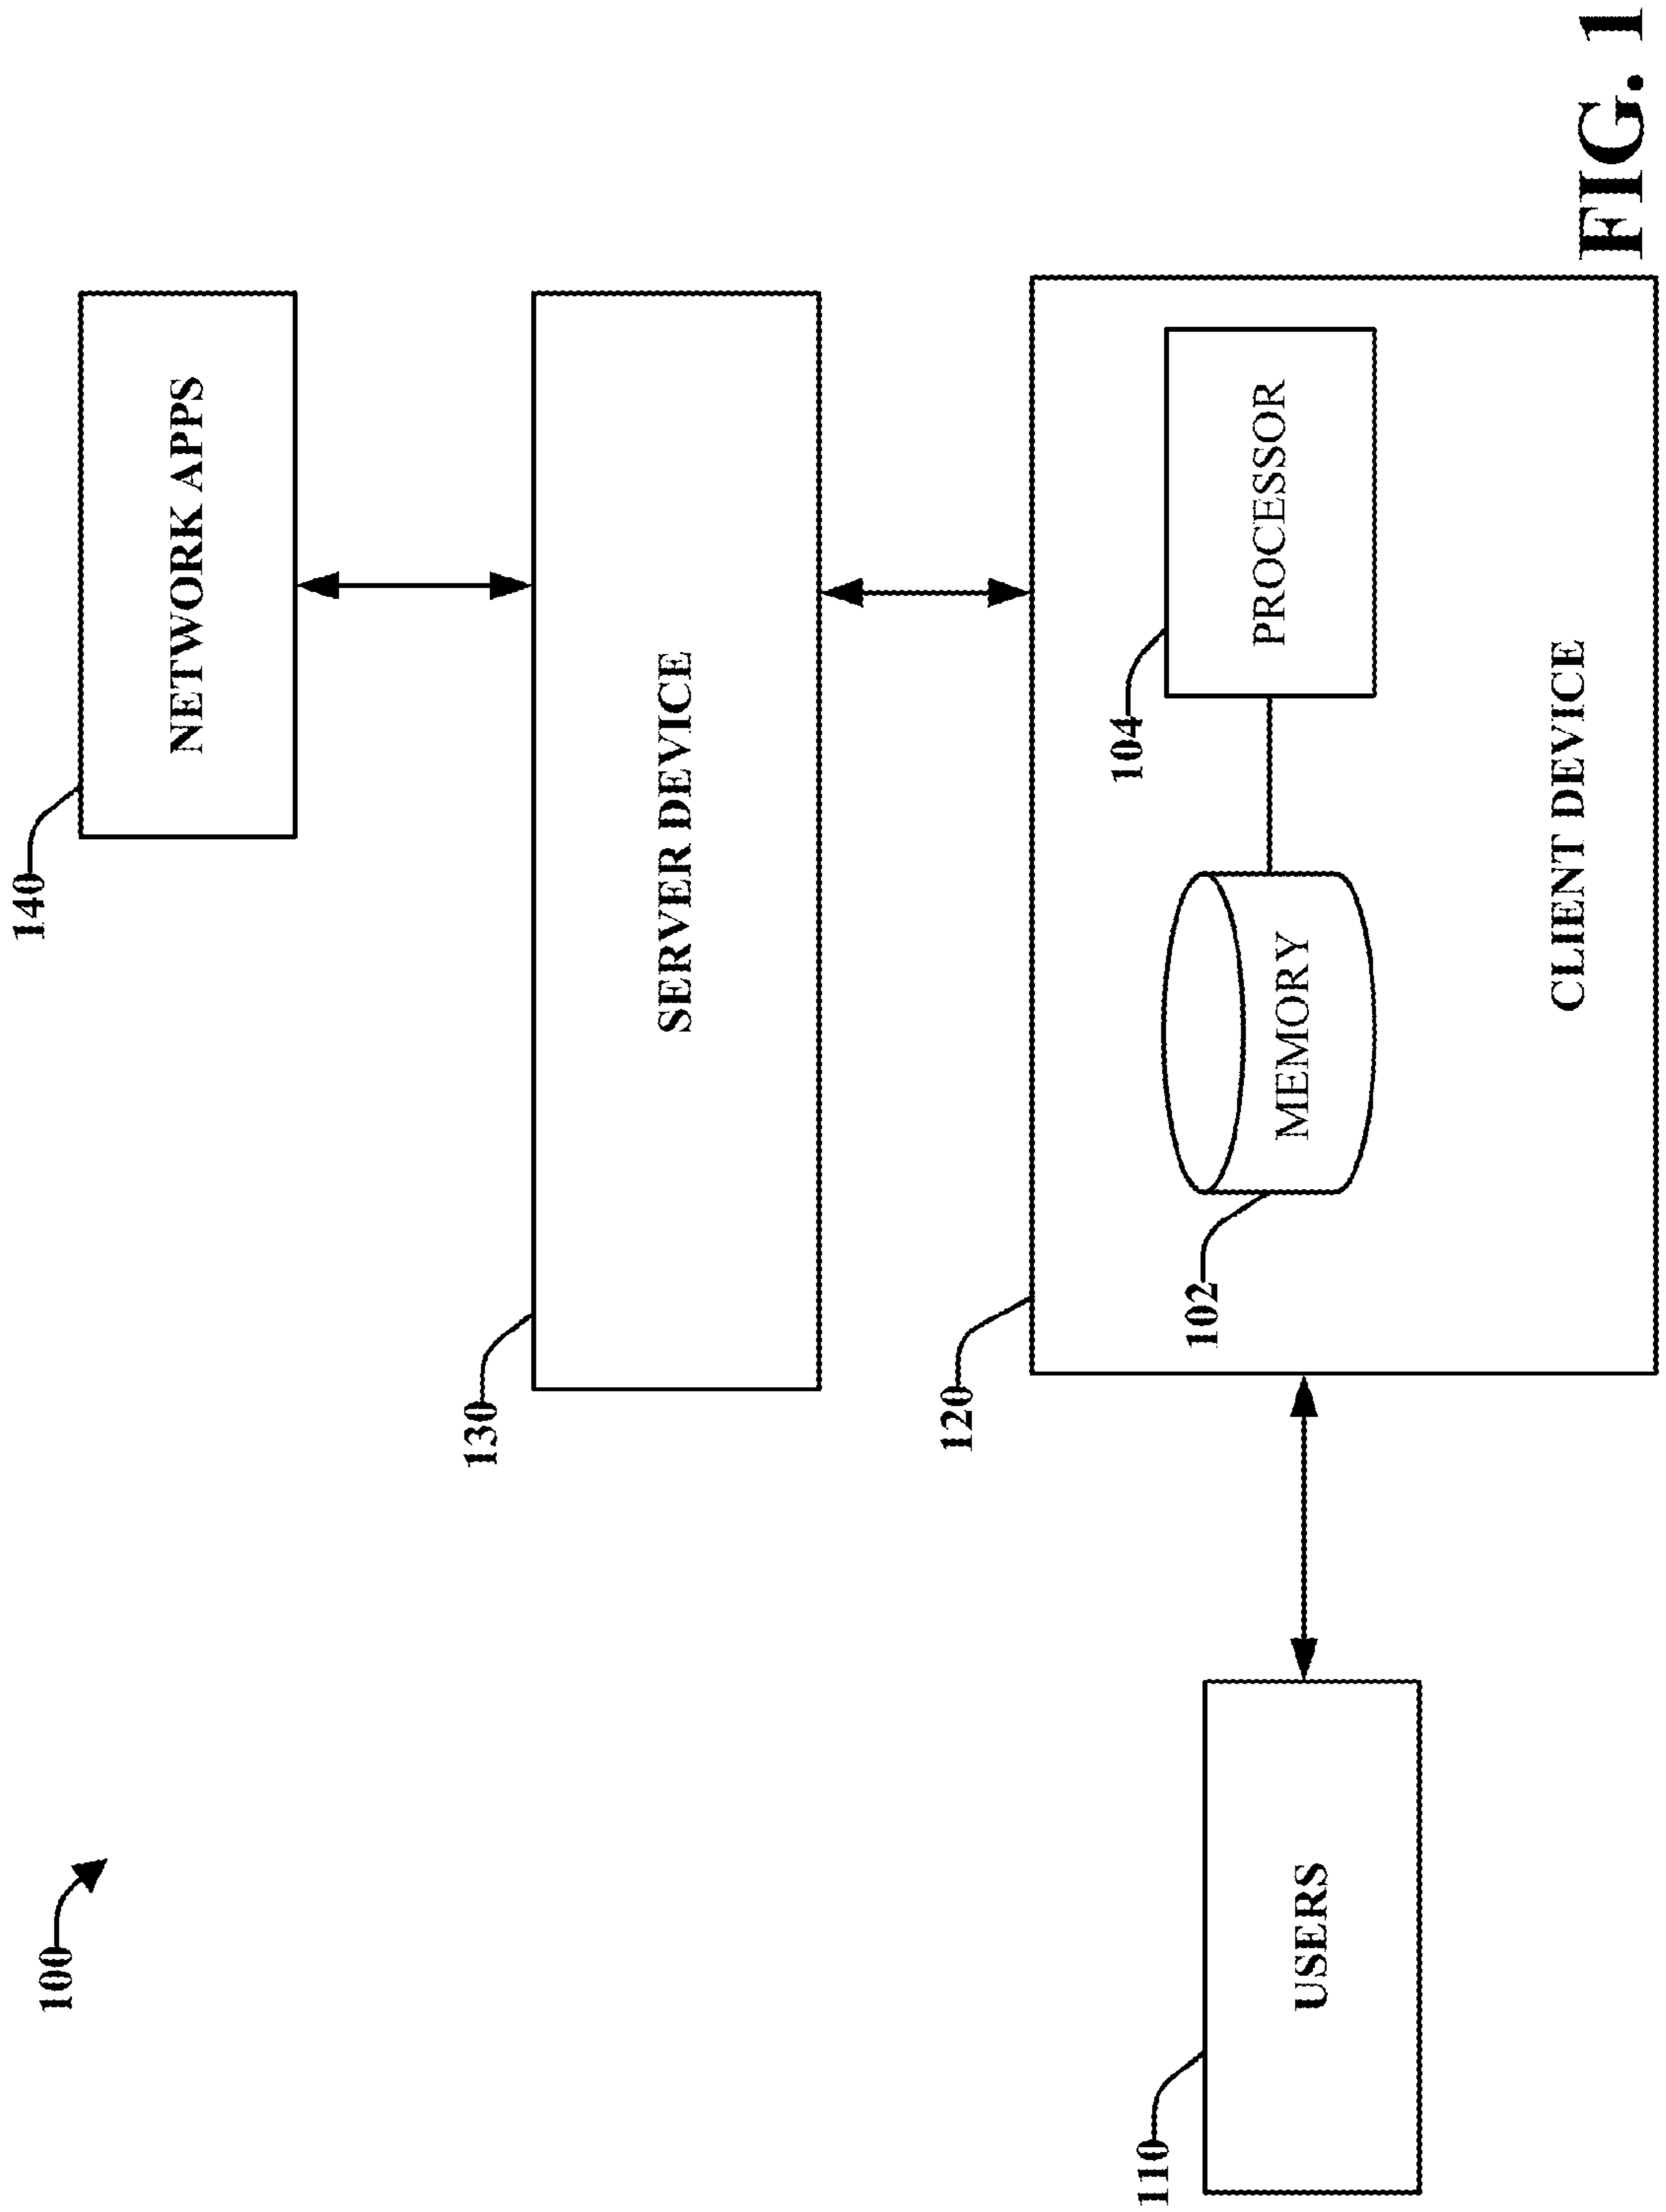 100
140
NETWORK APPS
130
SERVER DEVICE
120
104
PROCESSOR
102
MEMORY
110
USERS
CLIENT DEVICE
FIG. 1